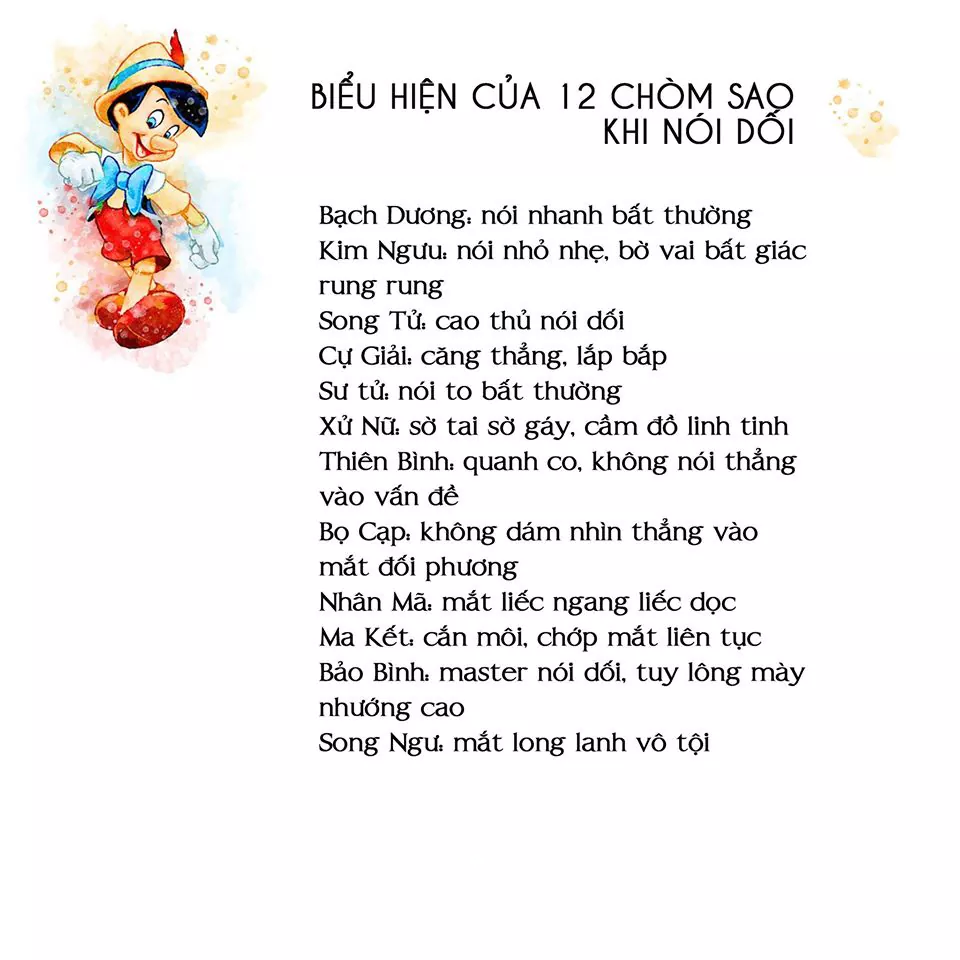 BIỂU HIỆN CỦA 12 CHÒM SAO
KHI NÓI DỐI
Bạch Dương: nói nhanh bất thường
Kim Ngưu: nói nhỏ nhẹ, bờ vai bất giác
rung rung
Song Tử: cao thủ nói dối
Cự Giải: căng thẳng, lắp bắp
Sư tử: nói to bất thường
Xử Nữ: sờ tai sờ gáy, cầm đồ linh tinh
Thiên Bình: quanh co, không nói thẳng
vào vấn đề
Bọ Cạp: không dám nhìn thẳng vào
mắt đối phương
Nhân Mã: mắt liếc ngang liếc dọc
Ma Kết: cắn môi, chớp mắt liên tục
Bảo Bình: master nói dối, tuy lông mày
nhướng cao
Song Ngư: mắt long lanh vô tội